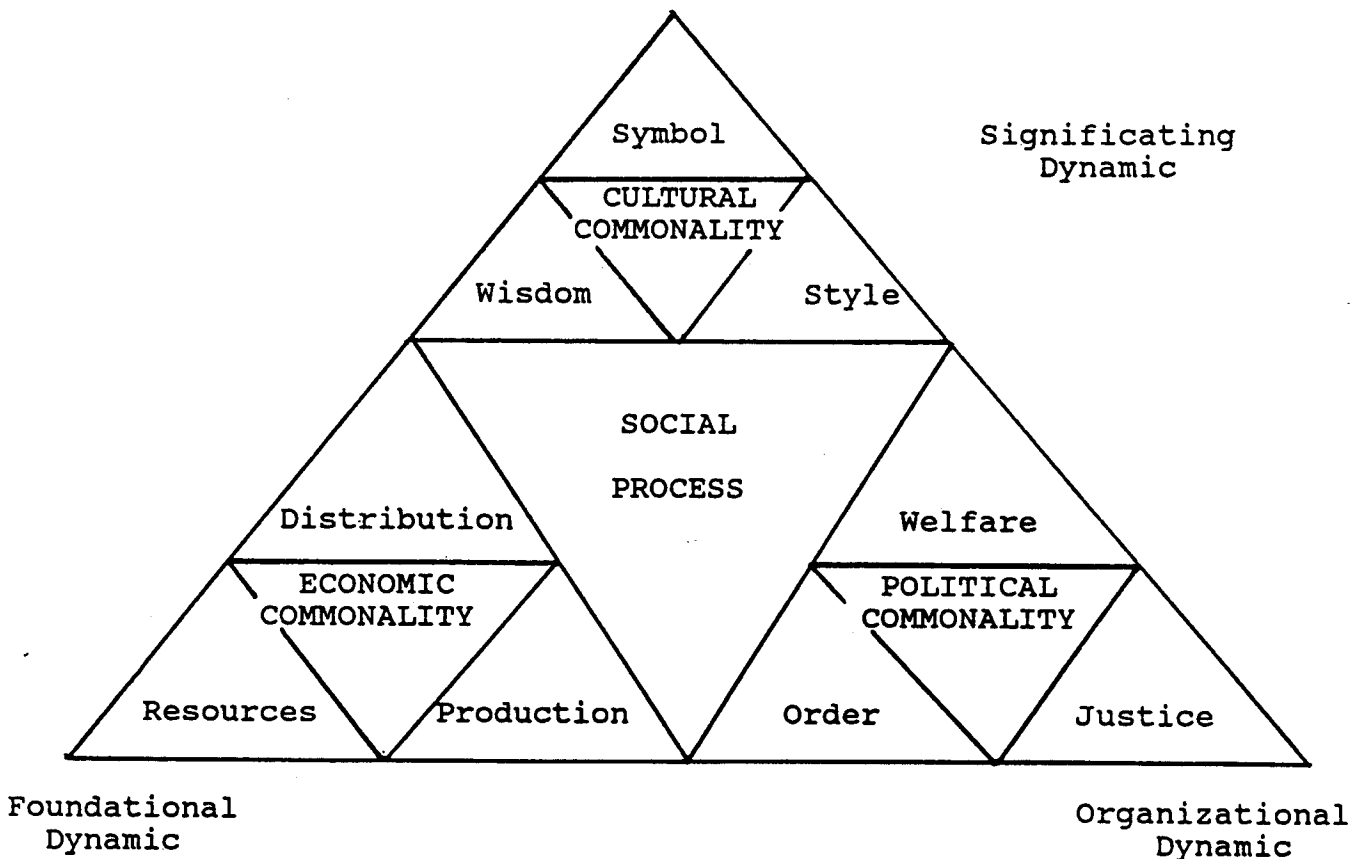 Symbol
Significating
Dynamic
CULTURAL
COMMONALITY
Wisdom
Style
SOCIAL
PROCESS
Distribution
Welfare
ECONOMIC
COMMONALITY
POLITICAL
COMMONALITY
Resources
Production
Order
Justice
Foundational
Dynamic
Organizational
Dynamic